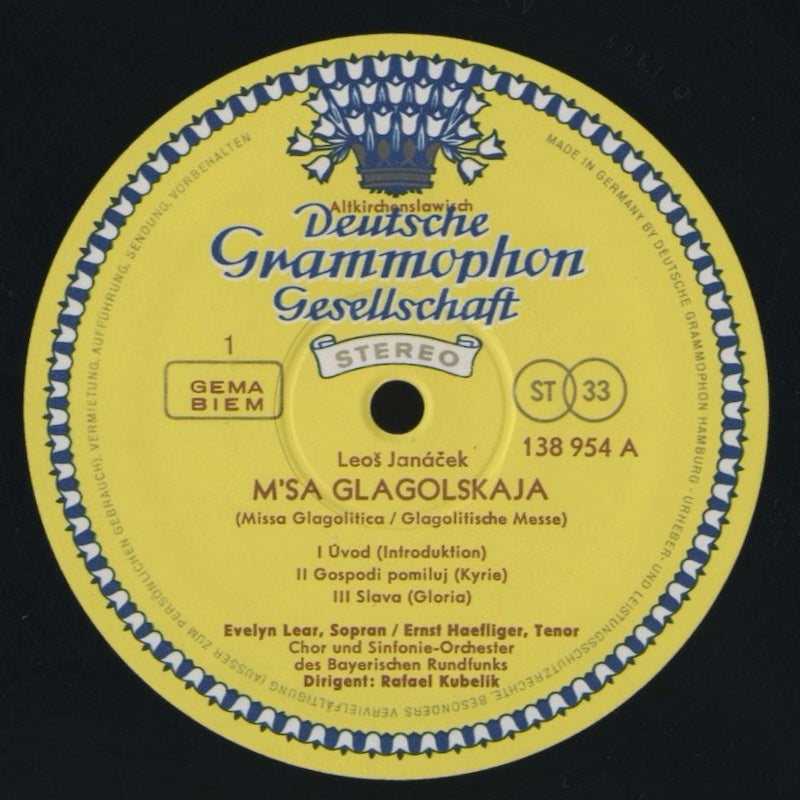 Altkirchenslawisch
Deutsche
Grammophon
Gesellschaft
STEREO
1
GEMA
BIEM
ST 33
138 954 A
Leoš Janáček
M'SA GLAGOLSKAJA
(Missa Glagolitica / Glagolitische Messe)
I Úvod (Introduktion)
II Gospodi pomiluj (Kyrie)
III Slava (Gloria)
Evelyn Lear, Sopran / Ernst Haefliger, Tenor
Chor und Sinfonie-Orchester
des Bayerischen Rundfunks
Dirigent: Rafael Kubelik
MADE IN GERMANY BY DEUTSCHE GRAMMOPHON HAMBURG · URHEBER- UND LEISTUNGSSCHUTZRECHTE, BESONDERS VERVIELFÄLTIGUNG (AUSSER ZUM PERSÖNLICHEN GEBRAUCH), VERMIETUNG, AUFFÜHRUNG, SENDUNG, VORBEHALTEN